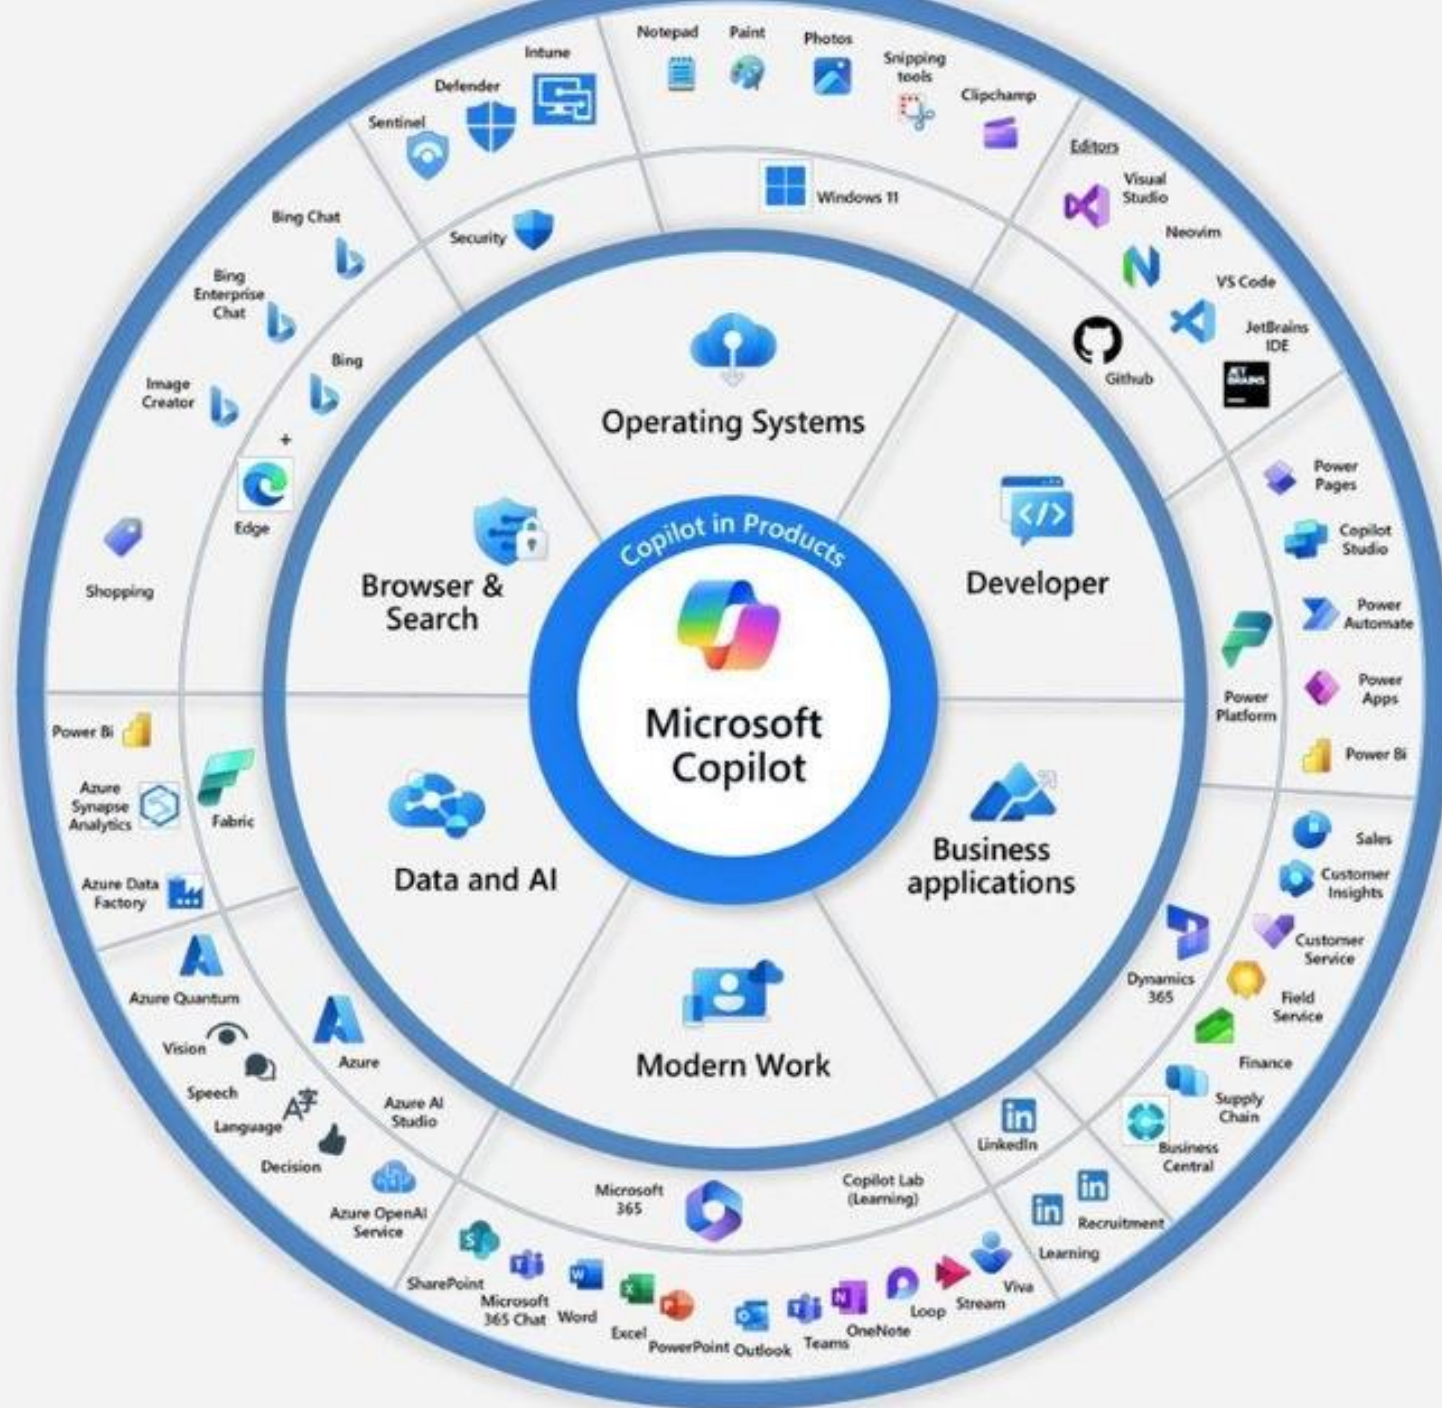 Notepad
Paint
Photos
Snipping
tools
Clipchamp
Windows 11
Intune
Defender
Sentinel
Security
Editors
Visual
Studio
Neovim
VS Code
JetBrains
IDE
JET
BRAINS
Github
Bing Chat
Bing
Enterprise
Chat
Image
Creator
Shopping
Bing
+
Edge
Operating Systems
Browser &
Search
Developer
Copilot in Products
Microsoft
Copilot
Data and AI
Business
applications
Modern Work
Power
Pages
Copilot
Studio
Power
Automate
Power
Apps
Power Bi
Power
Platform
Sales
Customer
Insights
Customer
Service
Field
Service
Finance
Supply
Chain
Business
Central
Dynamics
365
LinkedIn
in
in
in
Recruitment
Learning
Power Bi
Azure
Synapse
Analytics
Azure Data
Factory
Fabric
Azure Quantum
Vision
Speech
Language
Decision
Azure OpenAI
Service
Azure
Azure AI
Studio
Microsoft
365
Copilot Lab
(Learning)
SharePoint
Microsoft
365 Chat
Word
Excel
PowerPoint
Outlook
Teams
OneNote
Loop
Stream
Viva